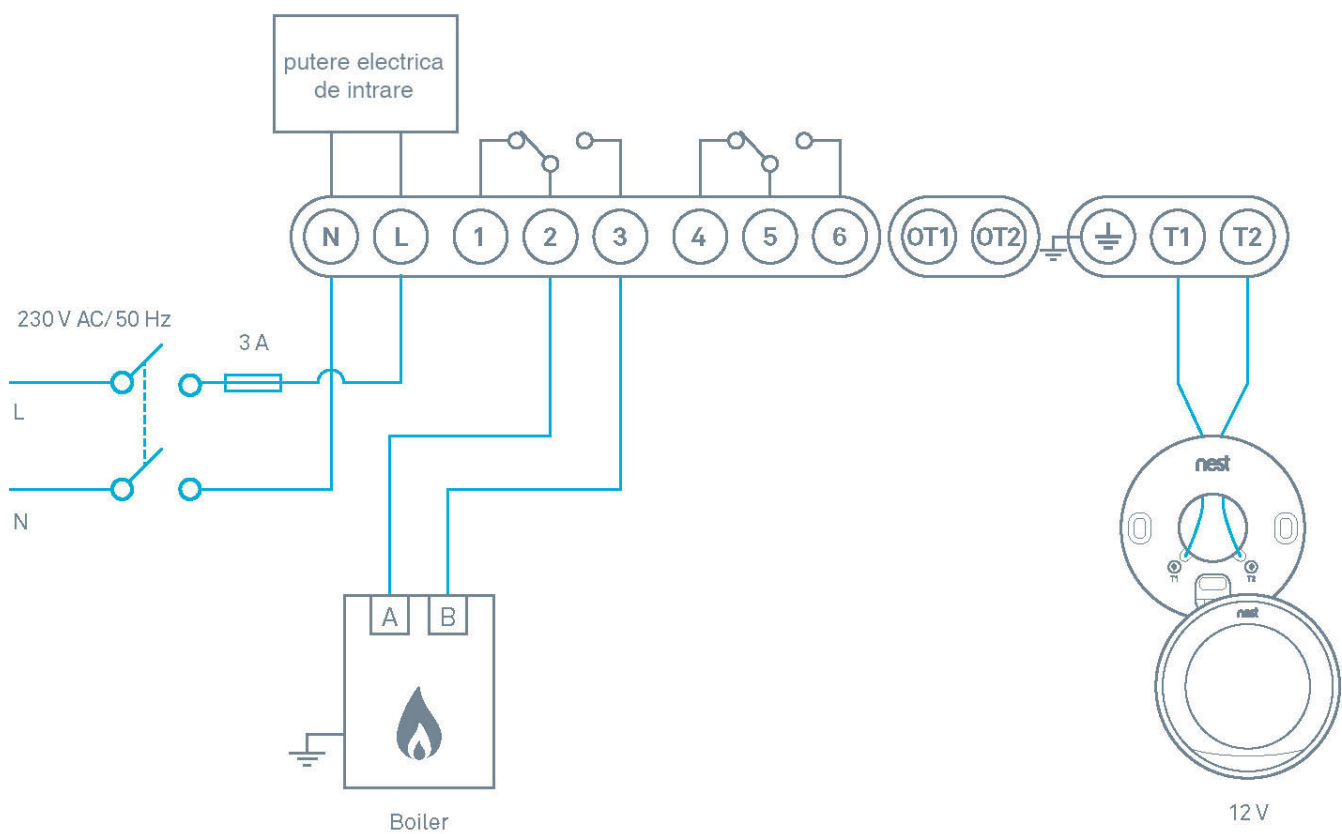 putere electrica
de intrare
N L 1 2 3 4 5 6 OT1 OT2 T1 T2
230 V AC/50 Hz
3 A
L
N
nest
T1 T2
A B
nest
Boiler
12 V